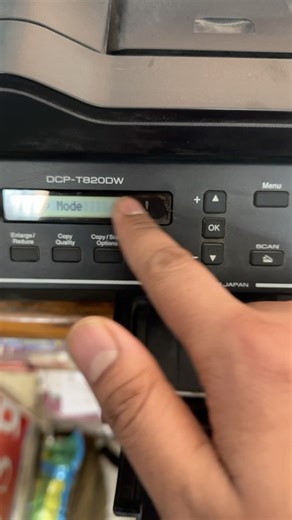 DCP-T820DW
Mode
Menu
+
OK
Enlarge/
Reduce
Copy
Quality
Copy/S
Options
SCAN
JAPAN